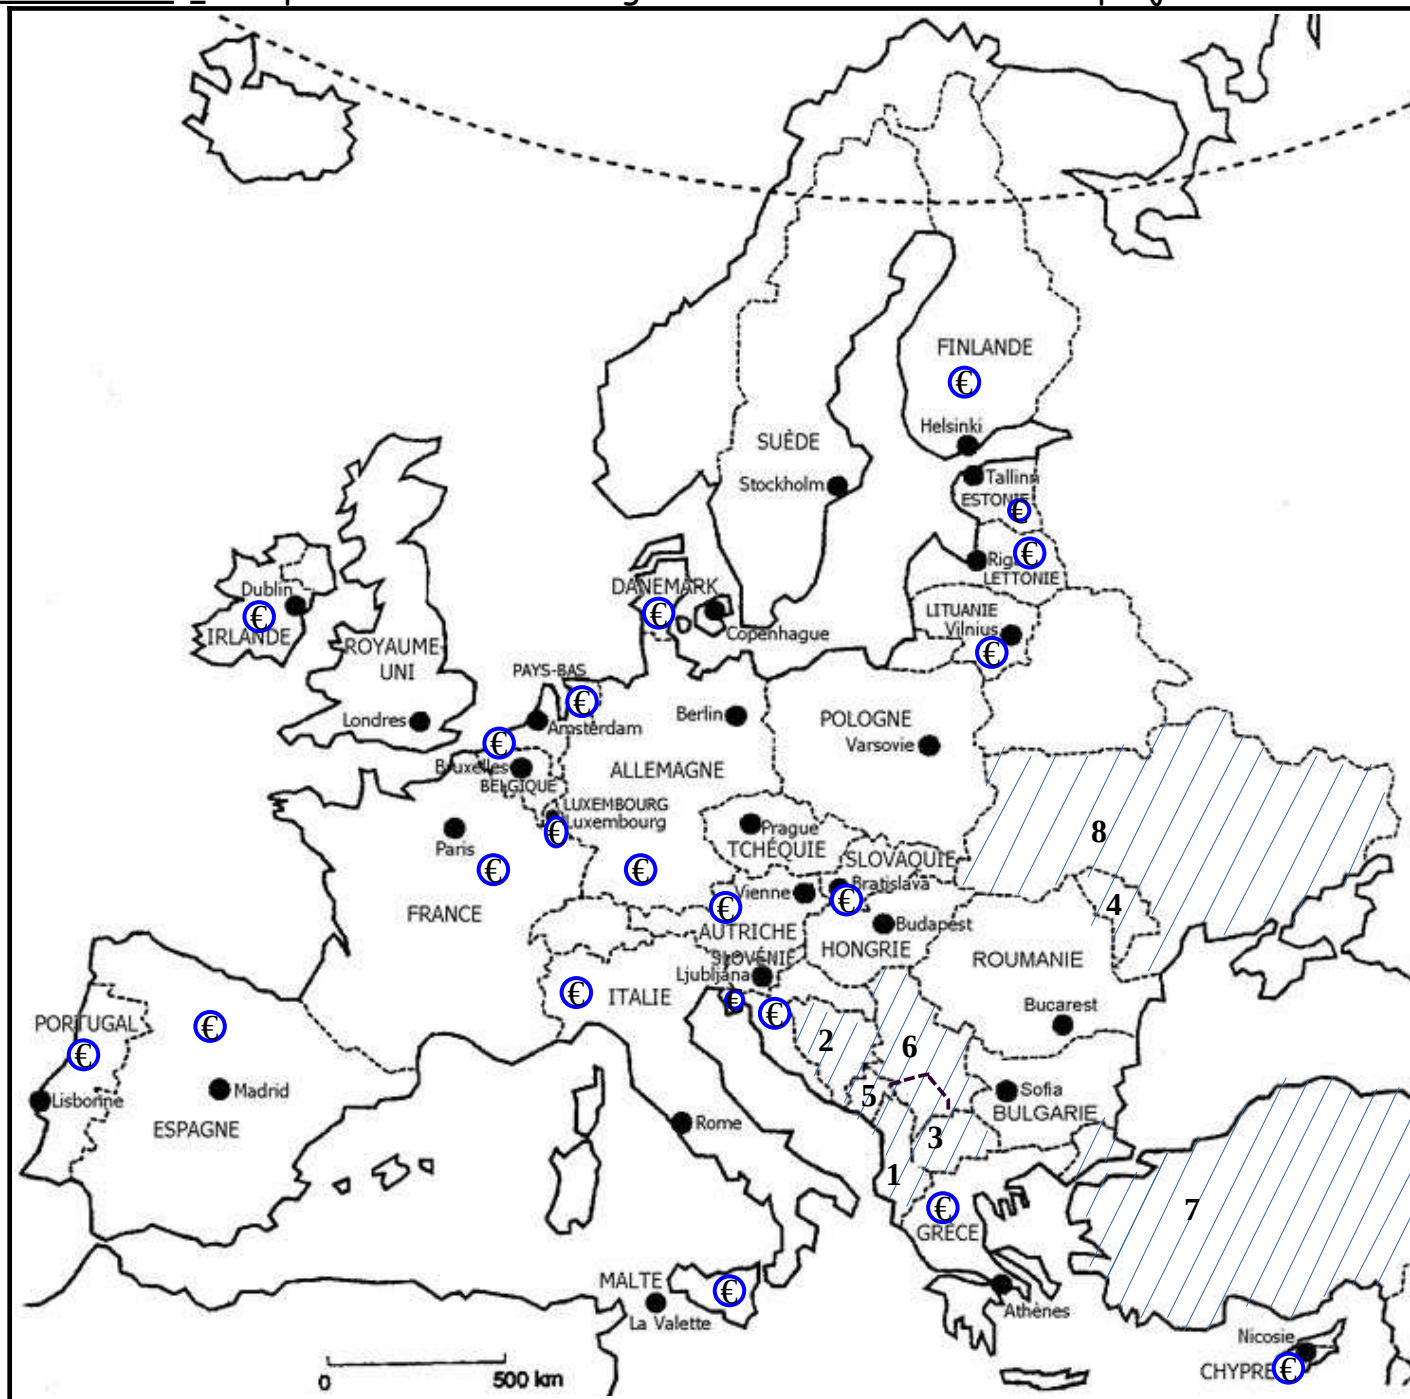 FINLANDE
€
Helsinki
SUÈDE
Stockholm
Tallinn
ESTONIE
€
Riga
€
LETTONIE
DANEMARK
€
Copenhague
LITUANIE
Vilnius
€
Dublin
€
IRLANDE
ROYAUME-
UNI
Londres
PAYS-BAS
€
Amsterdam
€
Bruxelles
BELGIQUE
Berlin
ALLEMAGNE
€
POLOGNE
Varsovie
LUXEMBOURG
Luxembourg
€
Paris
€
FRANCE
Prague
TCHÉQUIE
SLOVAQUIE
Bratislava
€
Vienne
€
AUTRICHE
Budapest
HONGRIE
SLOVÉNIE
Ljubljana
€
€
€
ITALIE
ROUMANIE
Bucarest
8
4
2
6
5
3
1
7
Sofia
BULGARIE
PORTUGAL
€
Lisbonne
€
Madrid
ESPAGNE
Rome
€
GRÈCE
Athènes
MALTE
La Valette
€
Nicosie
CHYPRE
€
0
500 km